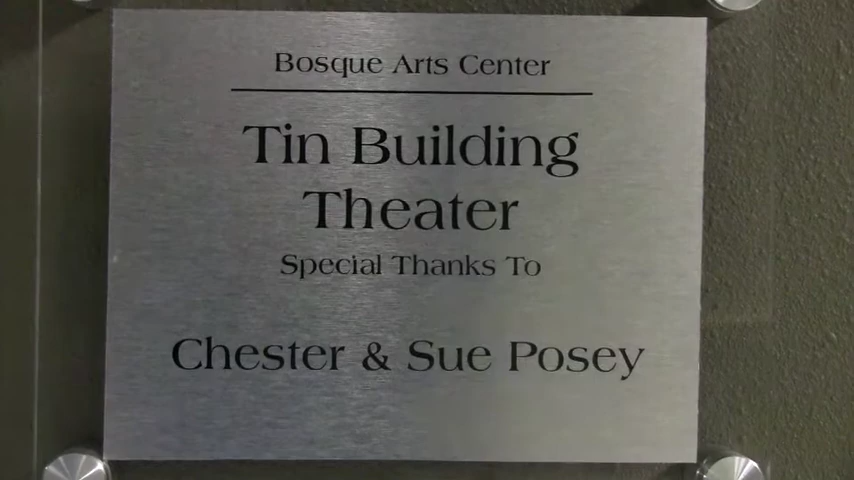 Bosque Arts Center
Tin Building
Theater
Special Thanks To
Chester & Sue Posey